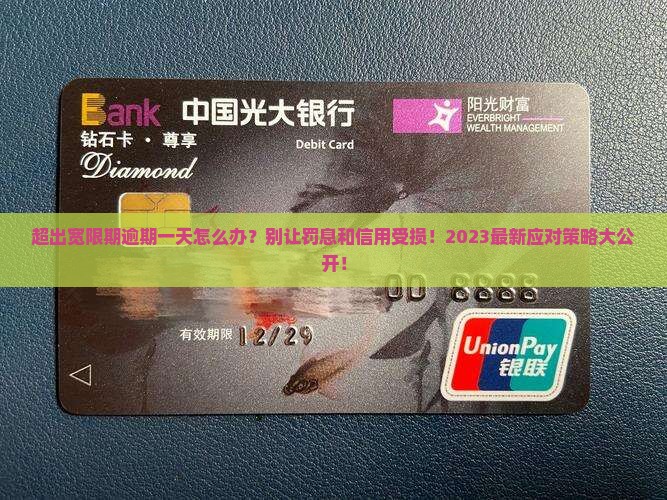 Bank 中国光大银行
阳光财富
EVERBRIGHT
WEALTH MANAGEMENT
钻石卡·尊享
Debit Card
Diamond
超出宽限期逾期一天怎么办？别让罚息和信用受损！2023最新应对策略大公
开！
00 8888
有效期限 12/29
UnionPay
银联